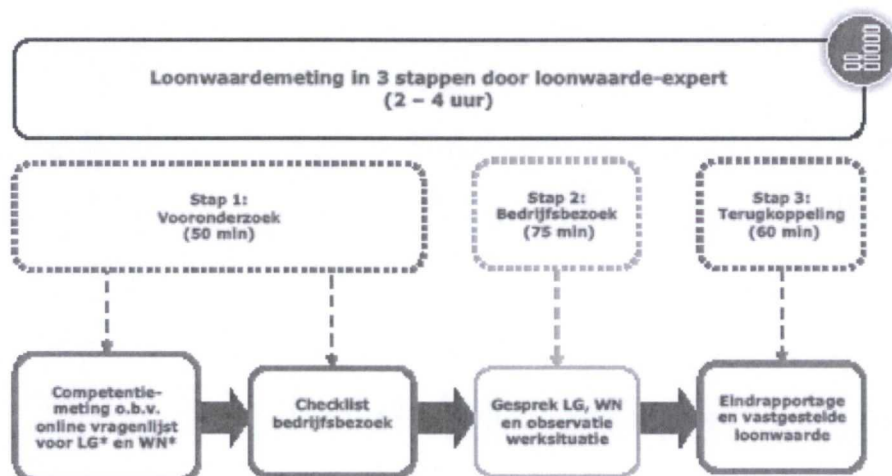 Loonwaardemeting in 3 stappen door loonwaarde-expert
(2 – 4 uur)
Stap 1:
Vooronderzoek
(50 min)
Stap 2:
Bedrijfsbezoek
(75 min)
Stap 3:
Terugkoppeling
(60 min)
Competentie-
meting o.b.v.
online vragenlijst
voor LG* en WN*
Checklist
bedrijfsbezoek
Gesprek LG, WN
en observatie
werksituatie
Eindrapportage
en vastgestelde
loonwaarde